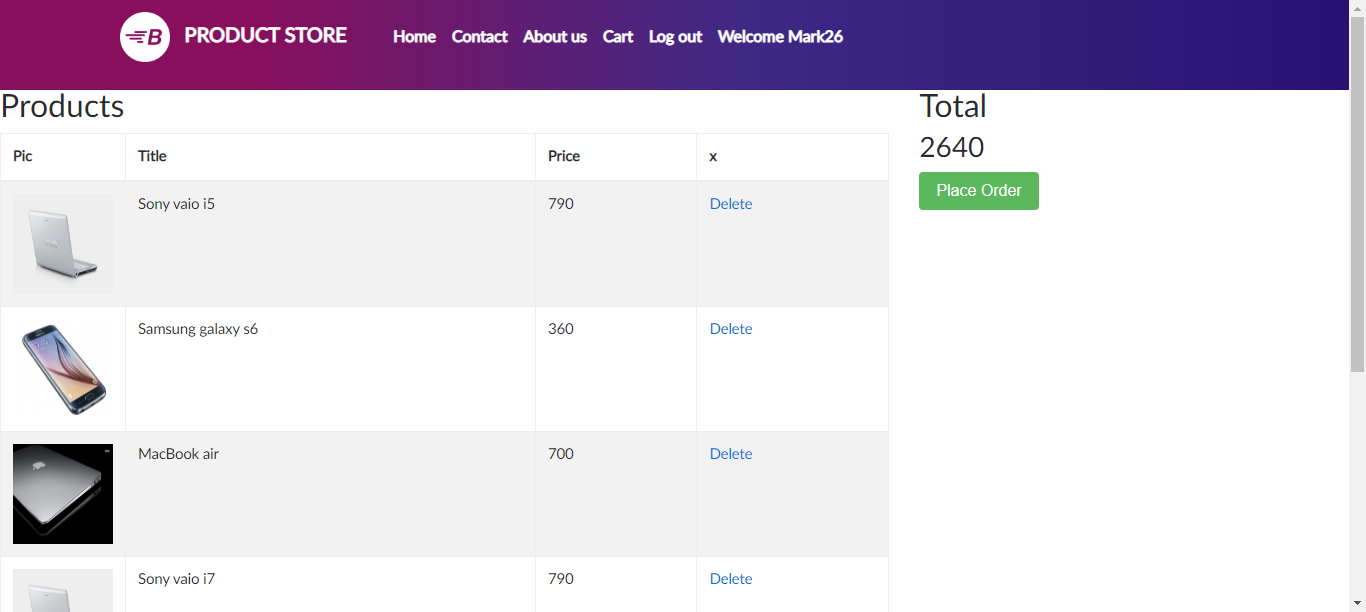 B PRODUCT STORE Home Contact About us Cart Log out Welcome Mark26
Products
Total
2640
Place Order
Pic Title Price x
Sony vaio i5 790 Delete
Samsung galaxy s6 360 Delete
MacBook air 700 Delete
Sony vaio i7 790 Delete